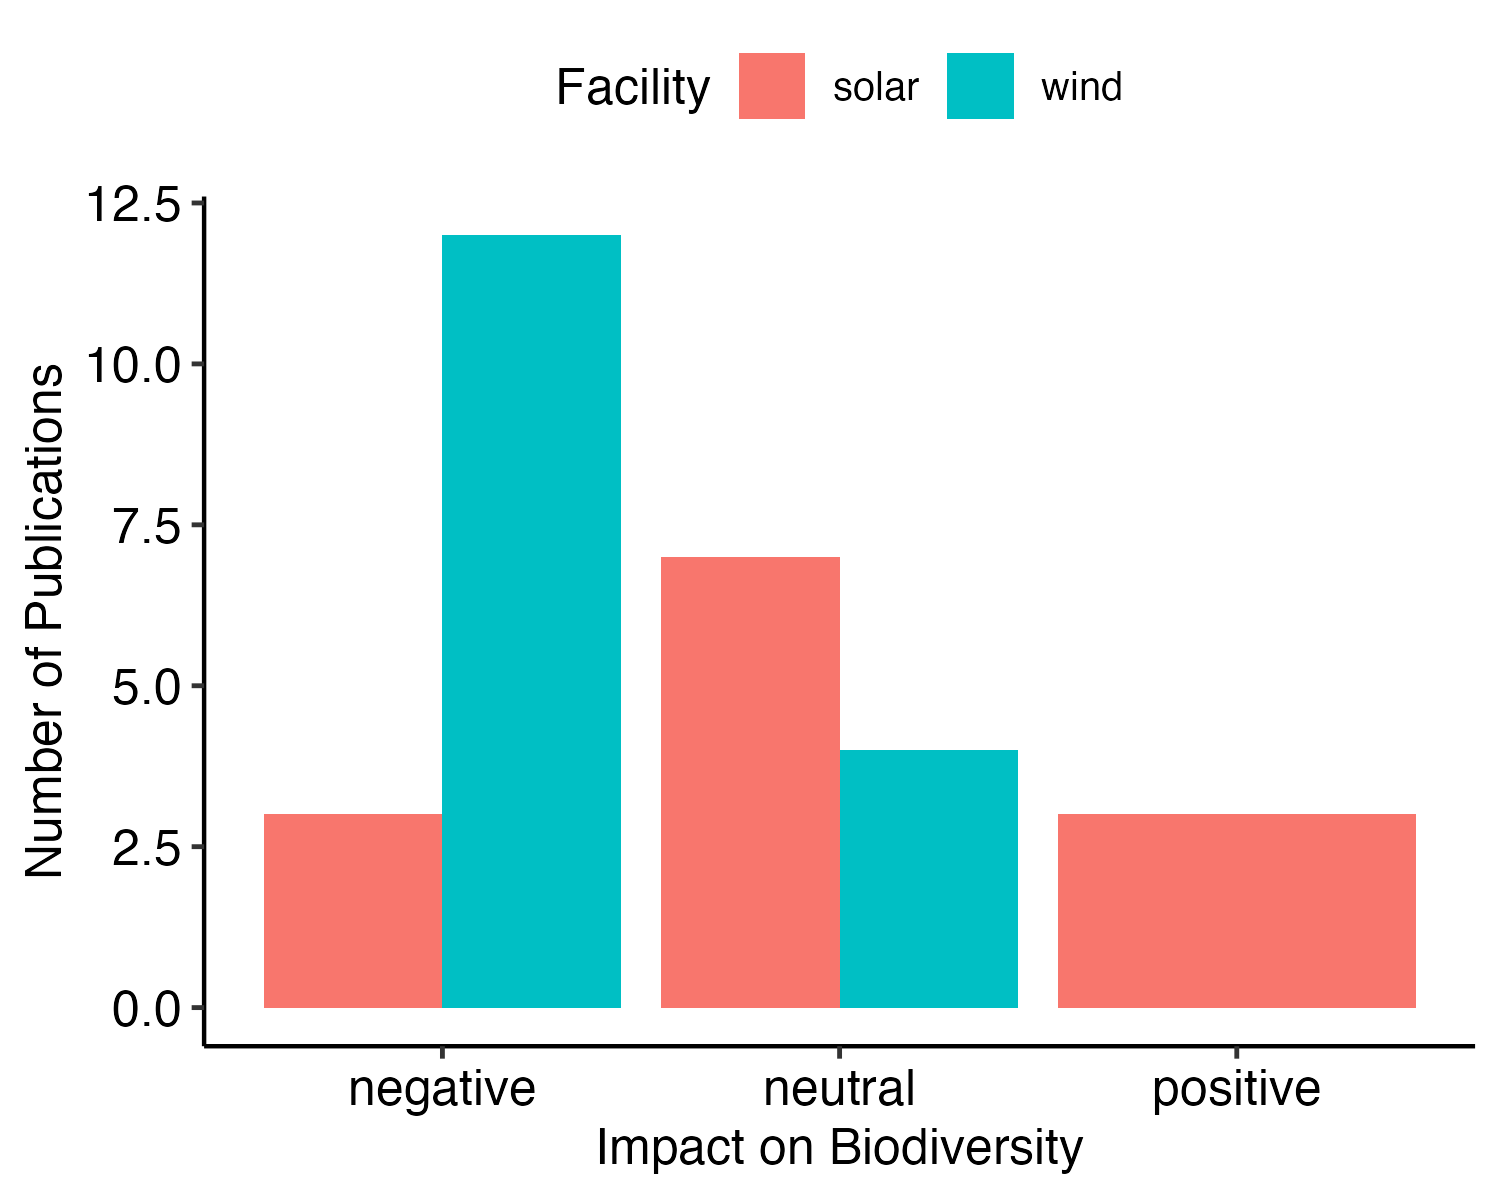 Facility solar wind
12.5
10.0
7.5
5.0
2.5
0.0
Number of Publications
negative neutral positive
Impact on Biodiversity